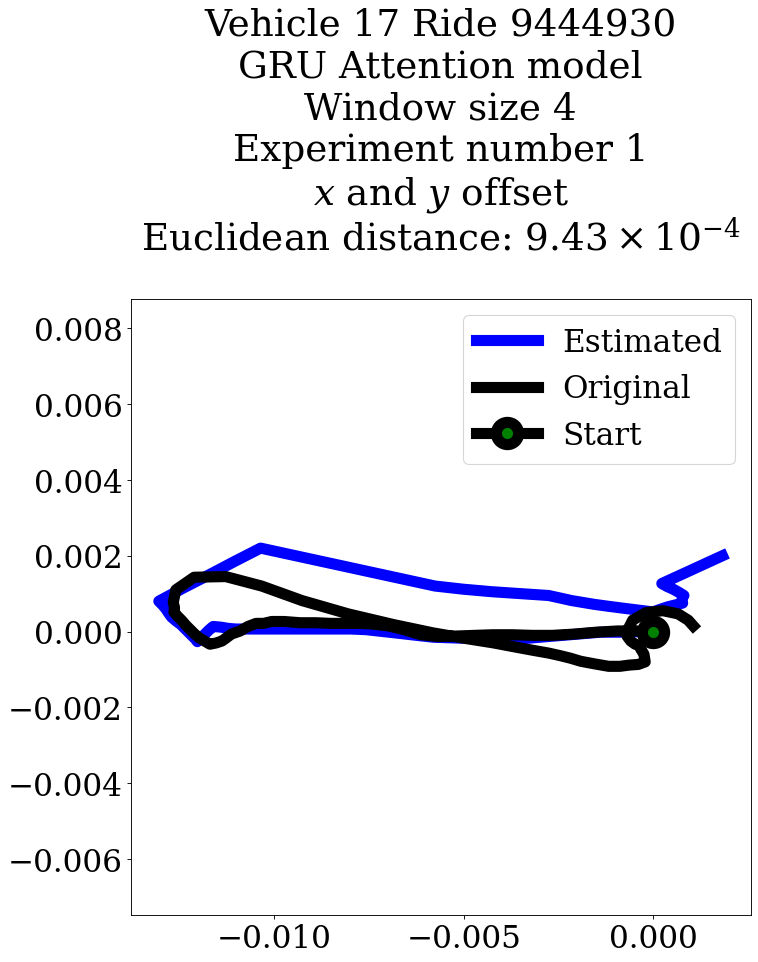 Vehicle 17 Ride 9444930
GRU Attention model
Window size 4
Experiment number 1
x and y offset
Euclidean distance: 9.43 × 10⁻⁴
Estimated
Original
Start
0.008
0.006
0.004
0.002
0.000
−0.002
−0.004
−0.006
−0.010
−0.005
0.000